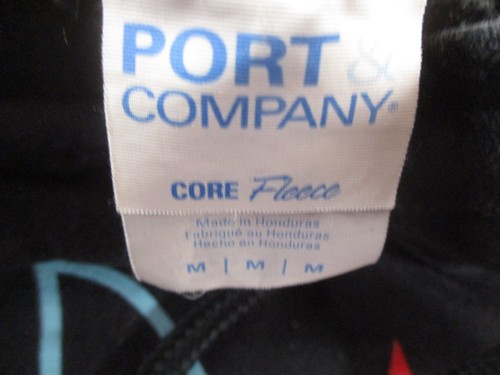 PORT &
COMPANY®
CORE Fleece
Made in Honduras
Fabriqué au Honduras
Hecho en Honduras
M | M | M